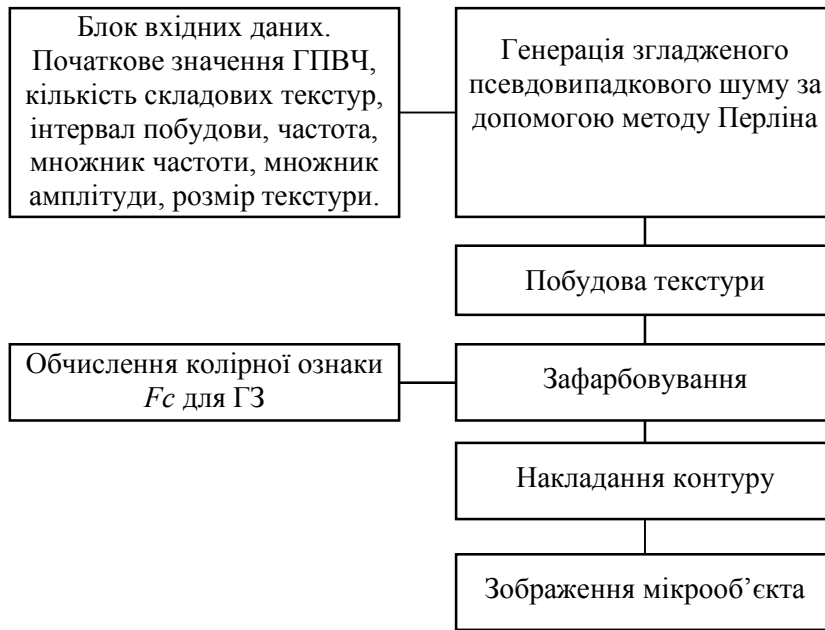 Блок вхідних даних.
Початкове значення ГПВЧ,
кількість складових текстур,
інтервал побудови, частота,
множник частоти, множник
амплітуди, розмір текстури.
Генерація згладженого
псевдовипадкового шуму за
допомогою методу Перліна
Побудова текстури
Обчислення колірної ознаки
Fc для ГЗ
Зафарбовування
Накладання контуру
Зображення мікрооб’єкта